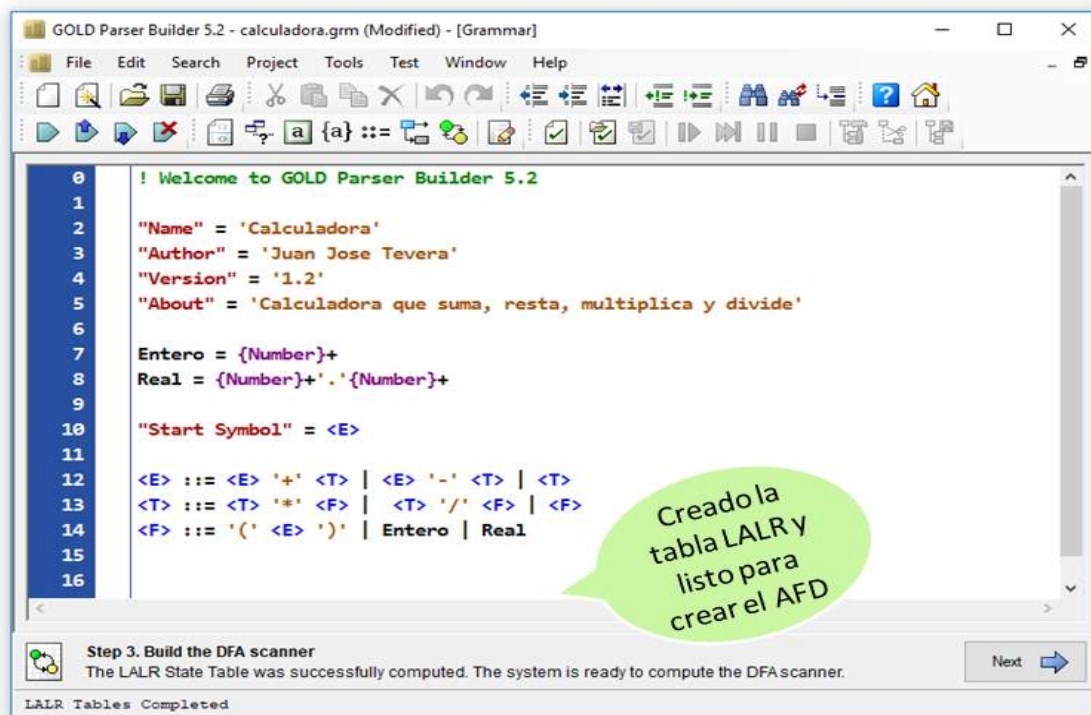 GOLD Parser Builder 5.2 - calculadora.grm (Modified) - [Grammar]
File Edit Search Project Tools Test Window Help
a {a} ::=
0 ! Welcome to GOLD Parser Builder 5.2
1
2 "Name" = 'Calculadora'
3 "Author" = 'Juan Jose Tevera'
4 "Version" = '1.2'
5 "About" = 'Calculadora que suma, resta, multiplica y divide'
6
7 Entero = {Number}+
8 Real = {Number}+'.'{Number}+
9
10 "Start Symbol" = <E>
11
12 <E> ::= <E> '+' <T> | <E> '-' <T> | <T>
13 <T> ::= <T> '*' <F> | <T> '/' <F> | <F>
14 <F> ::= '(' <E> ')' | Entero | Real
15
16
Creado la
tabla LALR y
listo para
crear el AFD
Step 3. Build the DFA scanner
The LALR State Table was successfully computed. The system is ready to compute the DFA scanner.
Next
LALR Tables Completed